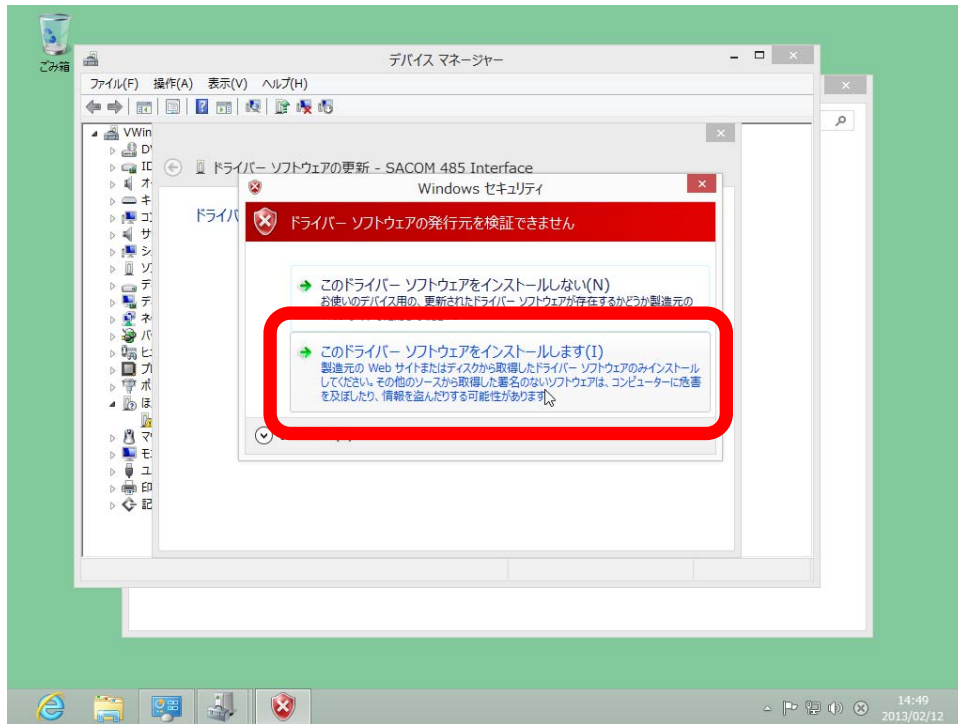 ごみ箱
デバイス マネージャー
ファイル(F) 操作(A) 表示(V) ヘルプ(H)
VWin
ドライバー ソフトウェアの更新 - SACOM 485 Interface
Windows セキュリティ
ドライバ
ドライバー ソフトウェアの発行元を検証できません
このドライバー ソフトウェアをインストールしない(N)
お使いのデバイス用の、更新されたドライバー ソフトウェアが存在するかどうか製造元の
このドライバー ソフトウェアをインストールします(I)
製造元の Web サイトまたはディスクから取得したドライバー ソフトウェアのみインストール
してください。その他のソースから取得した署名のないソフトウェアは、コンピューターに危害
を及ぼしたり、情報を盗んだりする可能性があります
印
記
14:49
2013/02/12